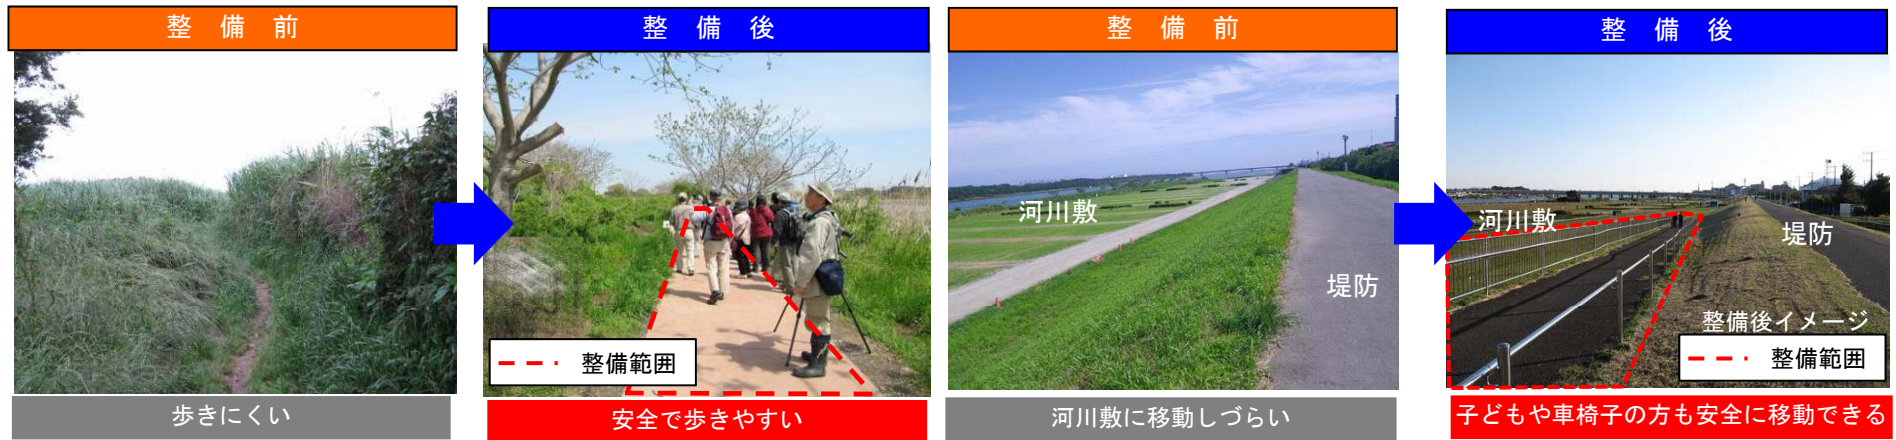 整備前
整備後
整備前
整備後
河川敷
堤防
河川敷
堤防
整備後イメージ
整備範囲
整備範囲
歩きにくい
安全で歩きやすい
河川敷に移動しづらい
子どもや車椅子の方も安全に移動できる